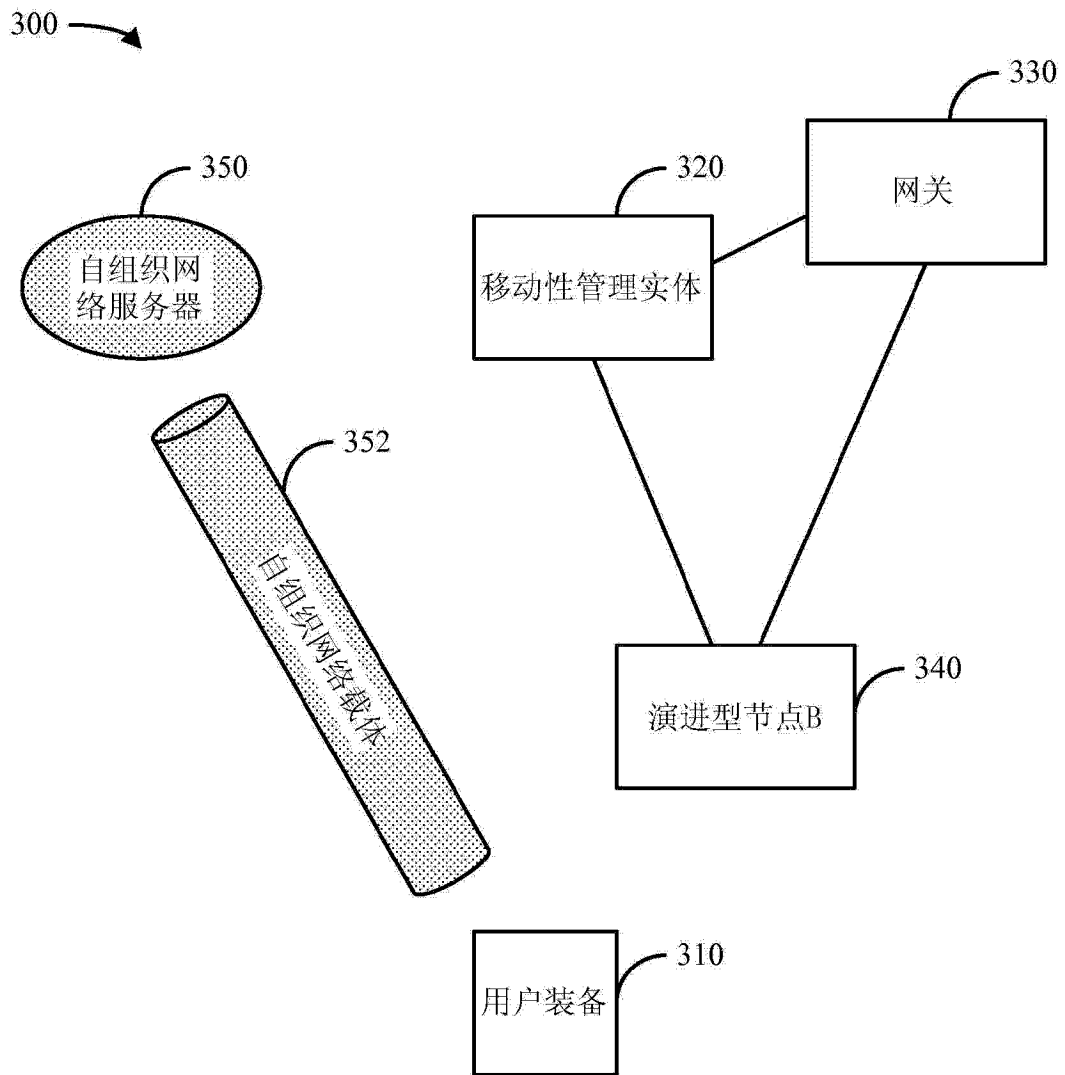 300
330
网关
350
320
自组织网
络服务器
移动性管理实体
352
自组织网络载体
340
演进型节点B
310
用户装备